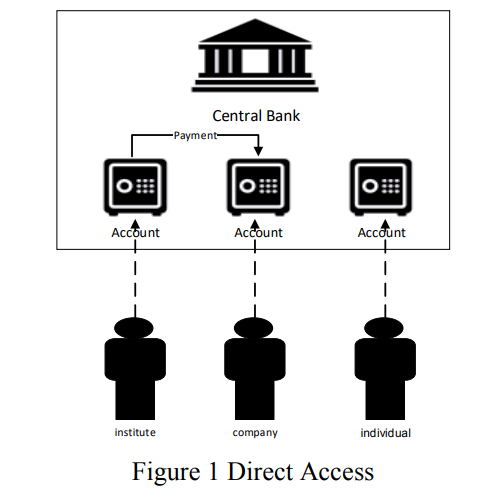 Central Bank
Payment
Account Account Account
institute company individual
Figure 1 Direct Access